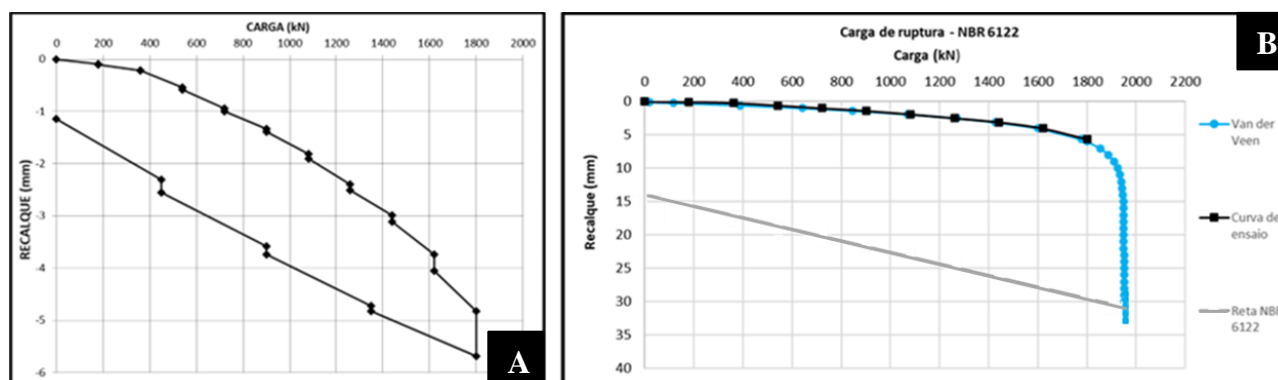 CARGA (kN)
0 200 400 600 800 1000 1200 1400 1600 1800 2000
RECALQUE (mm)
0
-1
-2
-3
-4
-5
-6
A
Carga de ruptura - NBR 6122
Carga (kN)
B
0 200 400 600 800 1000 1200 1400 1600 1800 2000 2200
Recalque (mm)
0
5
10
15
20
25
30
35
40
Van der
Veen
Curva de
ensaio
Reta NBR
6122